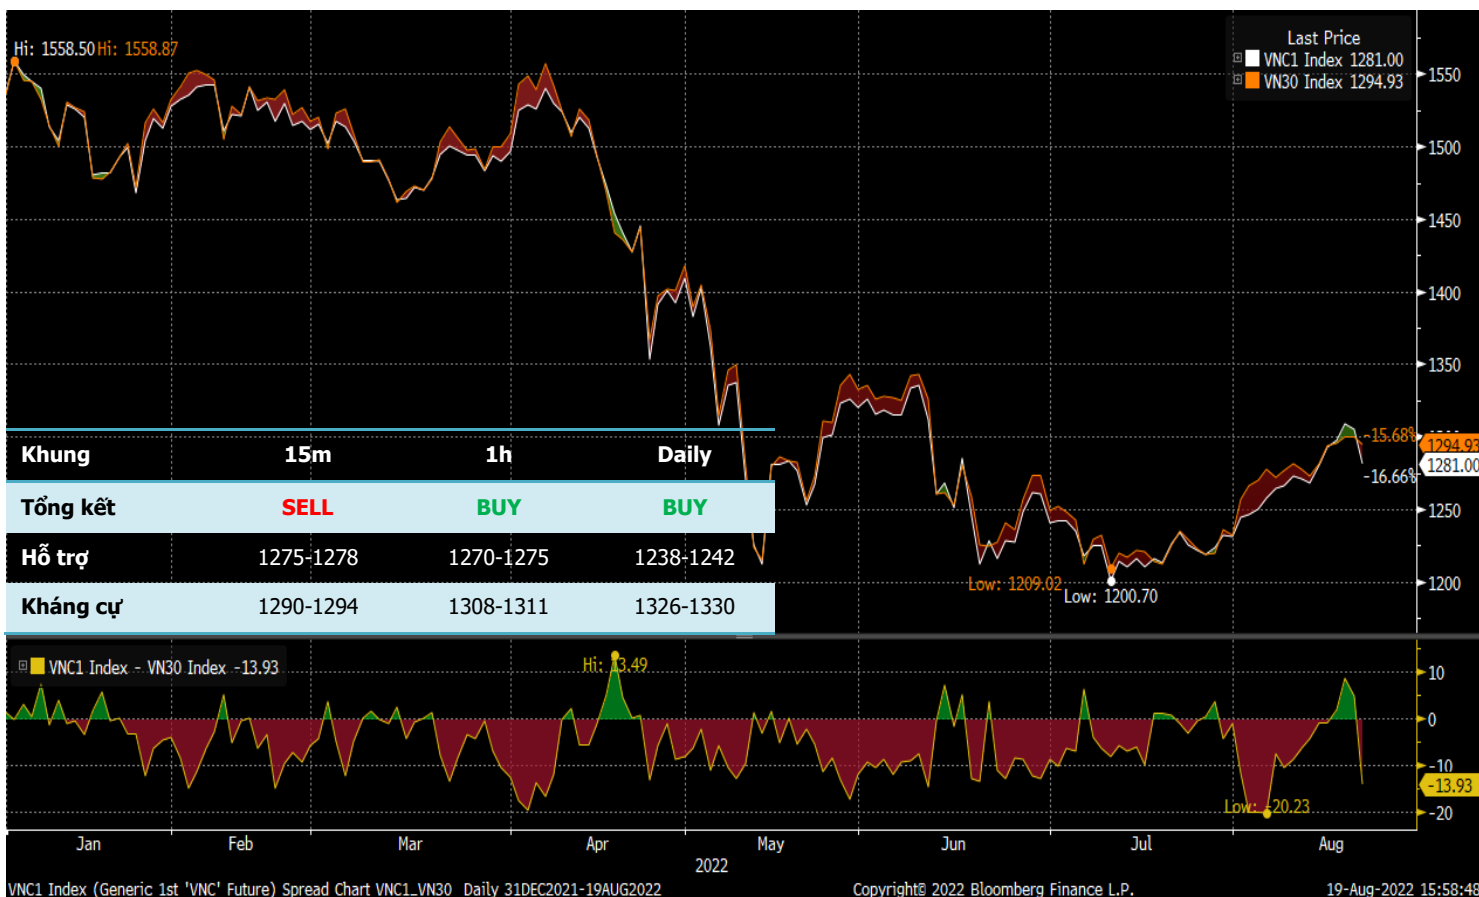 Hi: 1558.50 Hi: 1558.87
Last Price
VNC1 Index 1281.00
VN30 Index 1294.93
1550
1500
1450
1400
1350
-15.68%
1294.93
1281.00
-16.66%
1250
1200
Khung 15m 1h Daily
Tổng kết SELL BUY BUY
Hỗ trợ 1275-1278 1270-1275 1238-1242
Kháng cự 1290-1294 1308-1311 1326-1330
Low: 1209.02
Low: 1200.70
VNC1 Index - VN30 Index -13.93
Hi: 13.49
10
0
-10
-13.93
Low: -20.23
-20
Jan Feb Mar Apr May Jun Jul Aug
2022
VNC1 Index (Generic 1st 'VNC' Future) Spread Chart VNC1_VN30 Daily 31DEC2021-19AUG2022 Copyright© 2022 Bloomberg Finance L.P. 19-Aug-2022 15:58:48